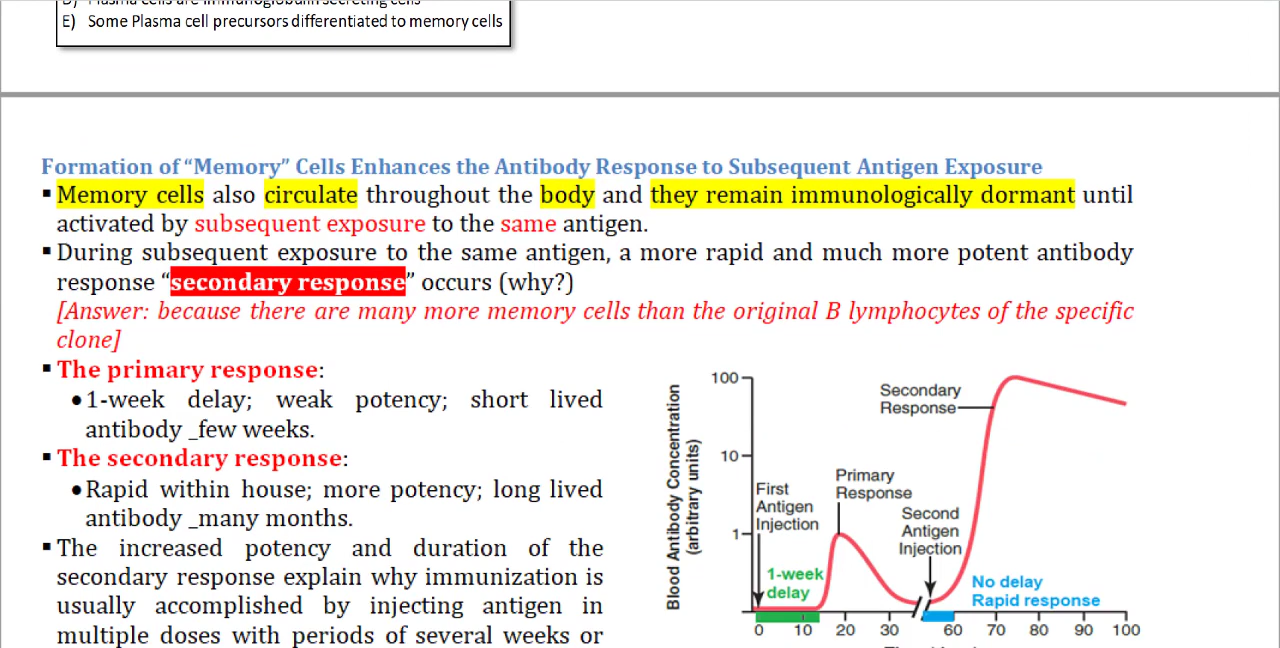 E) Some Plasma cell precursors differentiated to memory cells
Formation of “Memory” Cells Enhances the Antibody Response to Subsequent Antigen Exposure
▪ Memory cells also circulate throughout the body and they remain immunologically dormant until
activated by subsequent exposure to the same antigen.
▪ During subsequent exposure to the same antigen, a more rapid and much more potent antibody
response “secondary response” occurs (why?)
[Answer: because there are many more memory cells than the original B lymphocytes of the specific
clone]
▪ The primary response:
• 1-week delay; weak potency; short lived
antibody _few weeks.
▪ The secondary response:
• Rapid within house; more potency; long lived
antibody _many months.
▪ The increased potency and duration of the
secondary response explain why immunization is
usually accomplished by injecting antigen in
multiple doses with periods of several weeks or
Blood Antibody Concentration
(arbitrary units)
100
10
1
First
Antigen
Injection
1-week
delay
Primary
Response
Second
Antigen
Injection
Secondary
Response
No delay
Rapid response
0 10 20 30 60 70 80 90 100